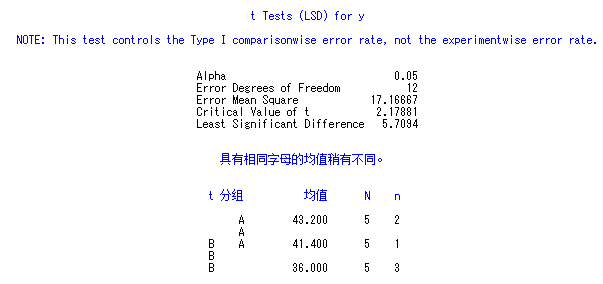 t Tests (LSD) for y
NOTE: This test controls the Type I comparisonwise error rate, not the experimentwise error rate.
Alpha 0.05
Error Degrees of Freedom 12
Error Mean Square 17.16667
Critical Value of t 2.17881
Least Significant Difference 5.7094
具有相同字母的均值稍有不同。
t 分组 均值 N n
A 43.200 5 2
A
B A 41.400 5 1
B
B 36.000 5 3